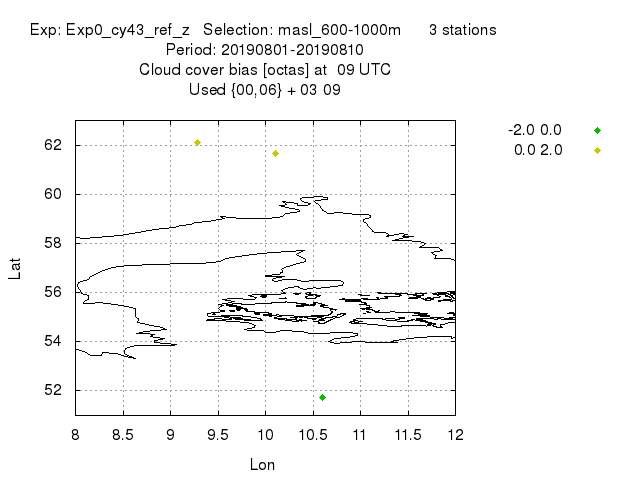 Exp: Exp0_cy43_ref_z   Selection: masl_600-1000m      3 stations
Period: 20190801-20190810
Cloud cover bias [octas] at  09 UTC
Used {00,06} + 03 09
-2.0 0.0
0.0 2.0
62
60
58
56
54
52
Lat
8 8.5 9 9.5 10 10.5 11 11.5 12
Lon